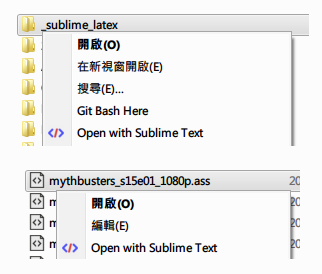 _sublime_latex
開啟(O)
在新視窗開啟(E)
搜尋(E)...
Git Bash Here
Open with Sublime Text
mythbusters_s15e01_1080p.ass
20
開啟(O)
編輯(E)
Open with Sublime Text